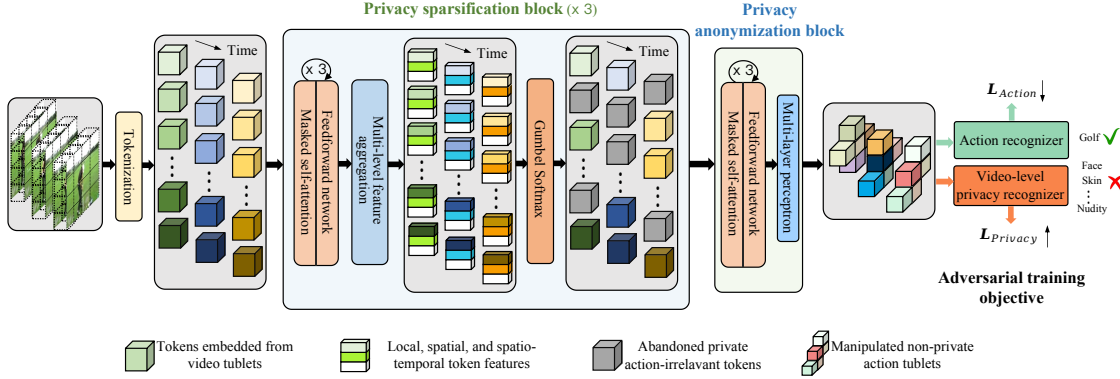 Privacy sparsification block (x 3)
Privacy
anonymization block
Tokenization
Time
x 3
Masked self-attention
Feedforward network
Multi-level feature
aggregation
Time
Gumbel Softmax
Time
x 3
Masked self-attention
Feedforward network
Multi-layer perceptron
L Action
Action recognizer
Golf
Video-level
privacy recognizer
Face
Skin
Nudity
L Privacy
Adversarial training
objective
Tokens embedded from
video tublets
Local, spatial, and spatio-
temporal token features
Abandoned private
action-irrelavant tokens
Manipulated non-private
action tublets